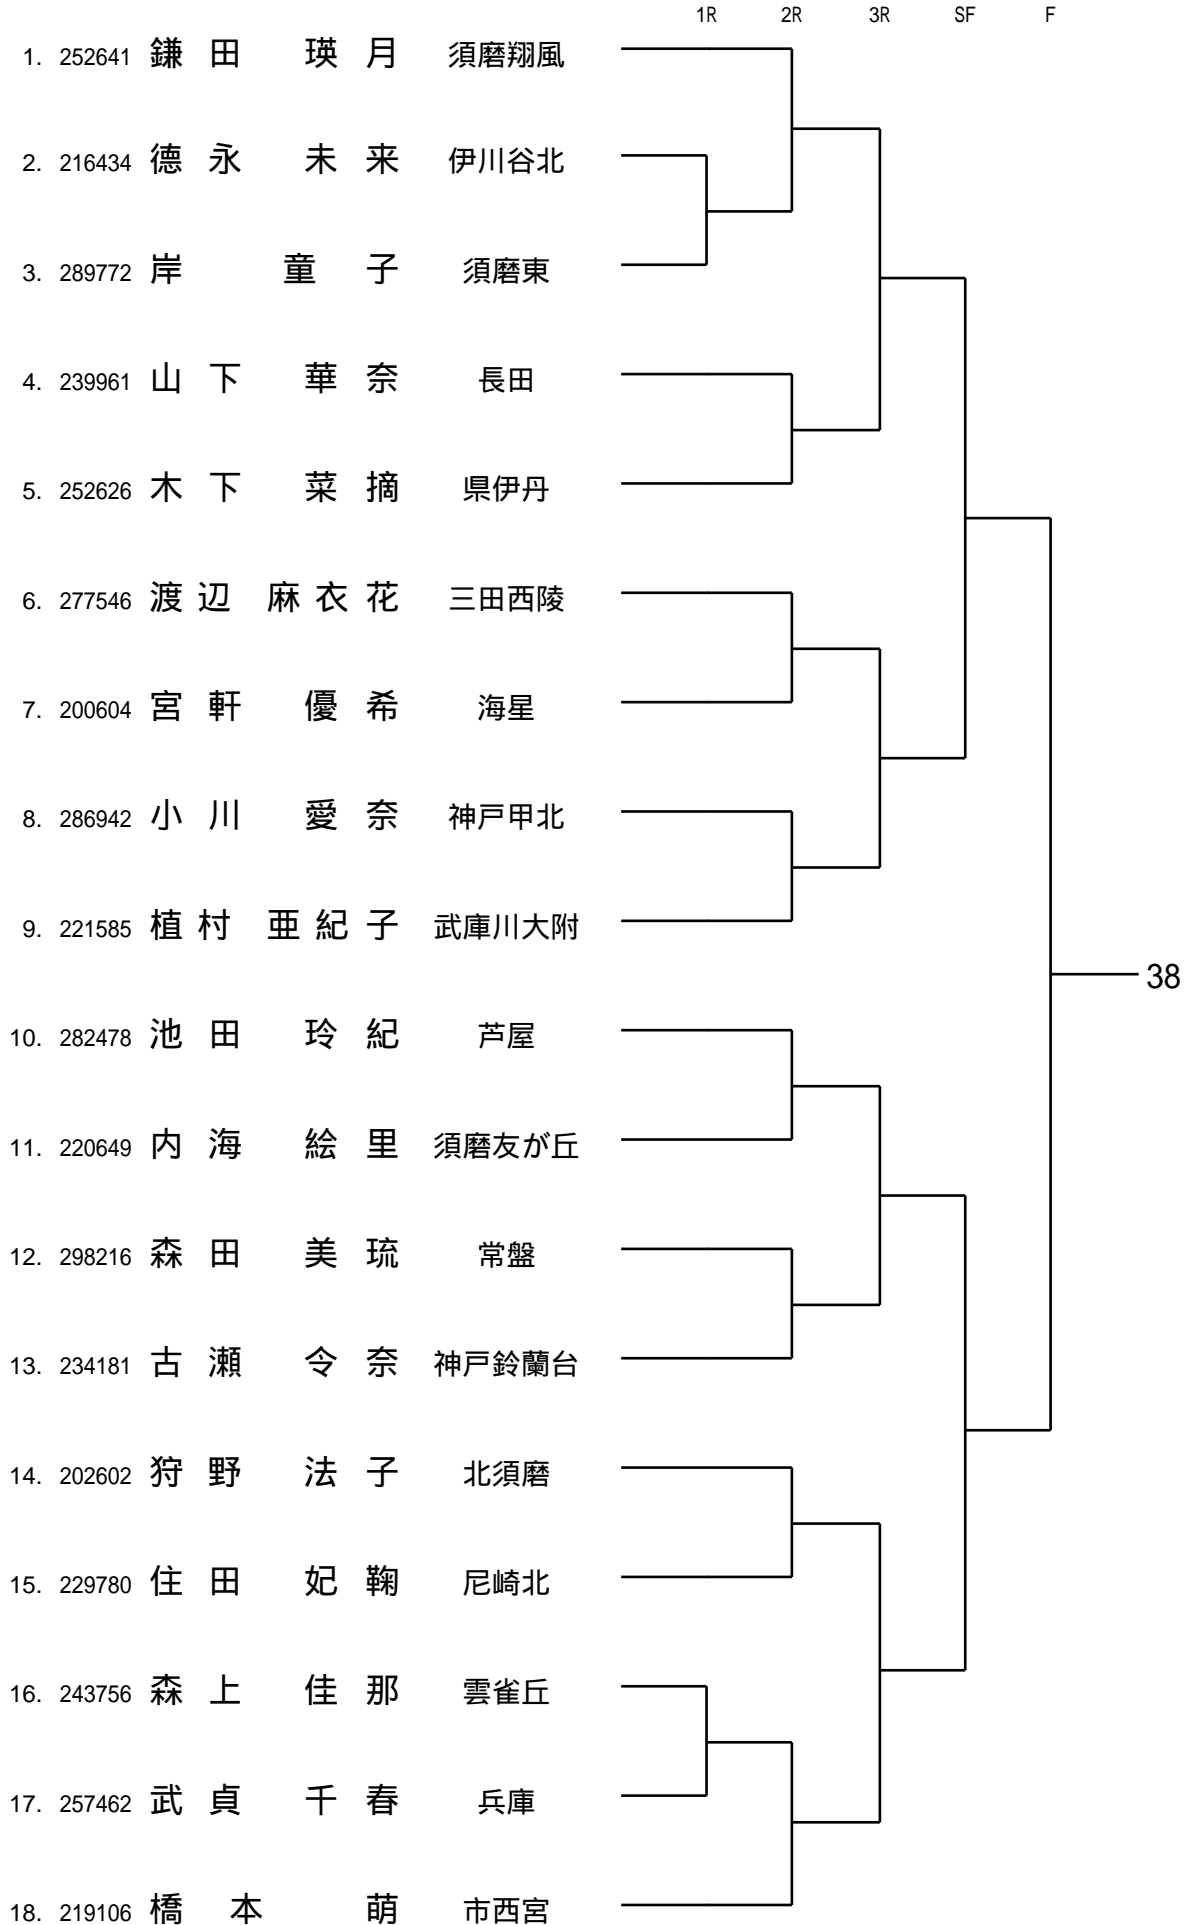 1R 2R 3R SF F
1. 252641 鎌田 瑛月 須磨翔風
2. 216434 德永 未来 伊川谷北
3. 289772 岸 童子 須磨東
4. 239961 山下 華奈 長田
5. 252626 木下 菜摘 県伊丹
6. 277546 渡辺 麻衣花 三田西陵
7. 200604 宮軒 優希 海星
8. 286942 小川 愛奈 神戸甲北
9. 221585 植村 亜紀子 武庫川大附
38
10. 282478 池田 玲紀 芦屋
11. 220649 内海 絵里 須磨友が丘
12. 298216 森田 美琉 常盤
13. 234181 古瀬 令奈 神戸鈴蘭台
14. 202602 狩野 法子 北須磨
15. 229780 住田 妃鞠 尼崎北
16. 243756 森上 佳那 雲雀丘
17. 257462 武貞 千春 兵庫
18. 219106 橋本 萌 市西宮